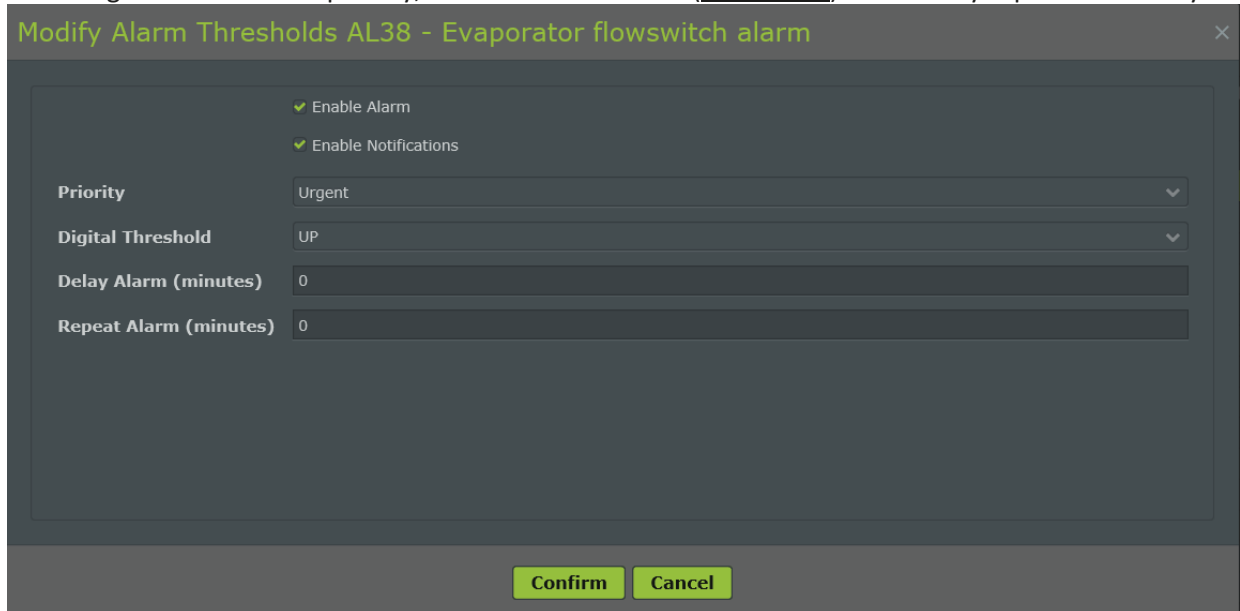 Modify Alarm Thresholds AL38 - Evaporator flowswitch alarm
Enable Alarm
Enable Notifications
Priority Urgent
Digital Threshold UP
Delay Alarm (minutes) 0
Repeat Alarm (minutes) 0
Confirm Cancel